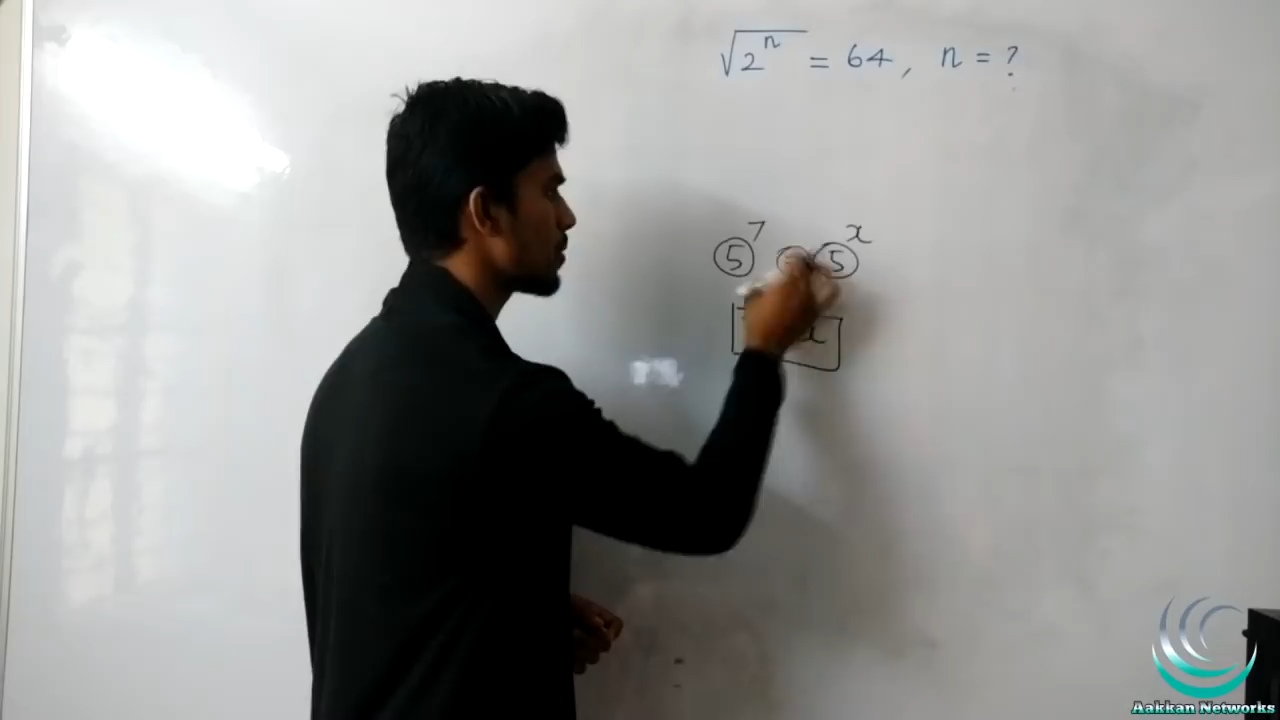 √2ⁿ = 64, n = ?
5⁷ = 5ˣ
x
Aakkan Networks